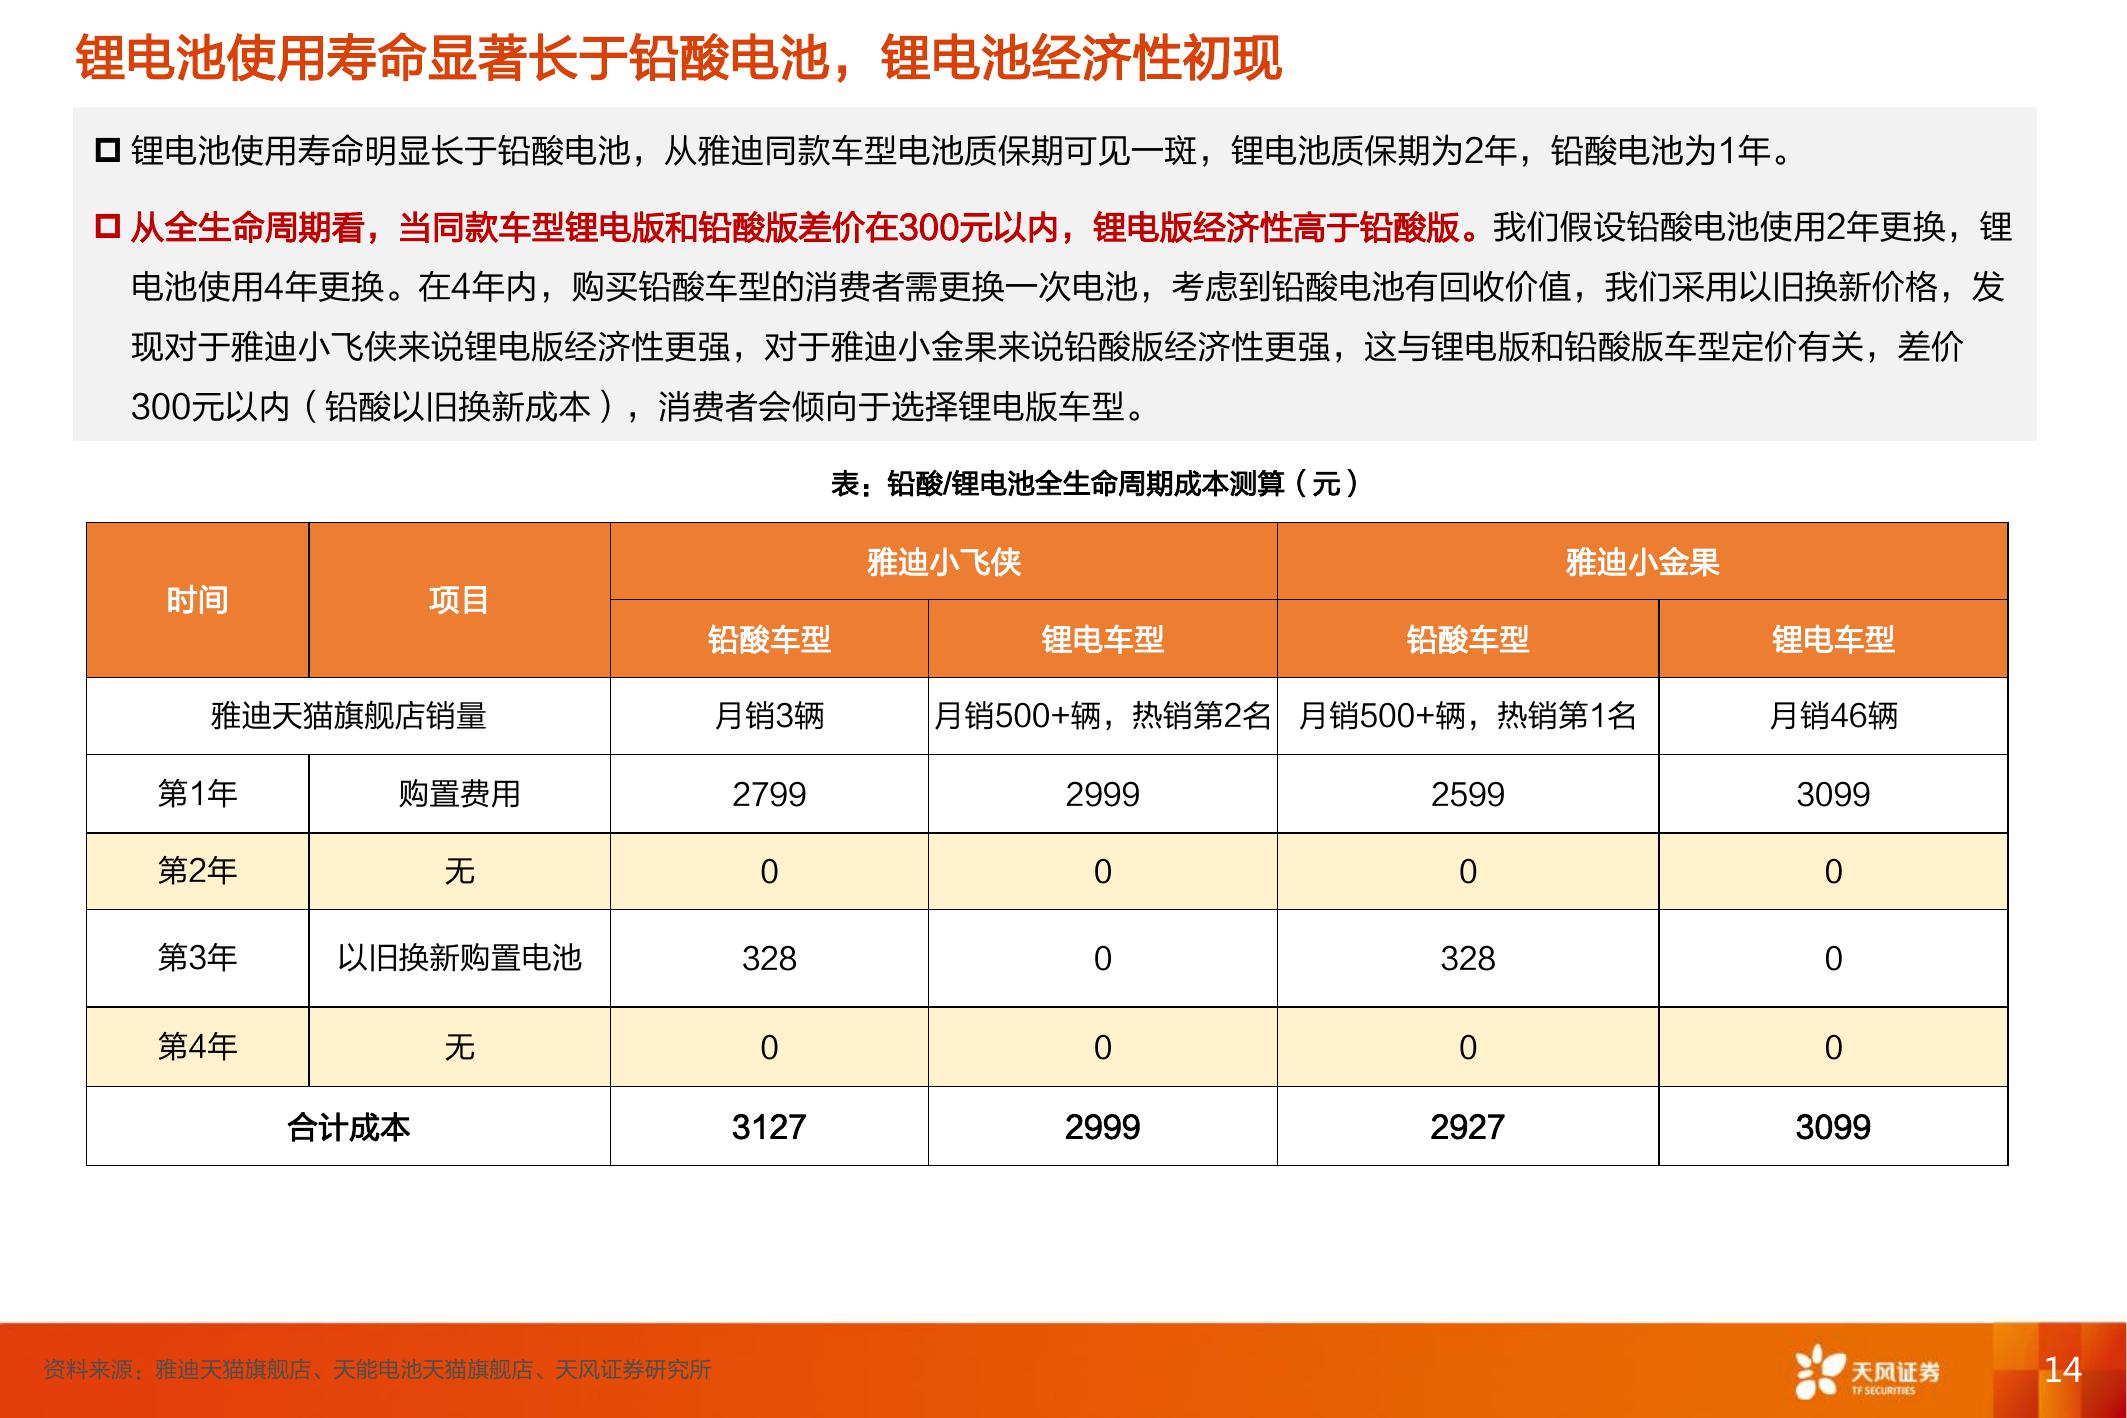 锂电池使用寿命显著长于铅酸电池，锂电池经济性初现
锂电池使用寿命明显长于铅酸电池，从雅迪同款车型电池质保期可见一斑，锂电池质保期为2年，铅酸电池为1年。
从全生命周期看，当同款车型锂电版和铅酸版差价在300元以内，锂电版经济性高于铅酸版。我们假设铅酸电池使用2年更换，锂
电池使用4年更换。在4年内，购买铅酸车型的消费者需更换一次电池，考虑到铅酸电池有回收价值，我们采用以旧换新价格，发
现对于雅迪小飞侠来说锂电版经济性更强，对于雅迪小金果来说铅酸版经济性更强，这与锂电版和铅酸版车型定价有关，差价
300元以内（铅酸以旧换新成本），消费者会倾向于选择锂电版车型。
表：铅酸/锂电池全生命周期成本测算（元）
时间 项目 雅迪小飞侠 雅迪小金果
铅酸车型 锂电车型 铅酸车型 锂电车型
雅迪天猫旗舰店销量 月销3辆 月销500+辆，热销第2名 月销500+辆，热销第1名 月销46辆
第1年 购置费用 2799 2999 2599 3099
第2年 无 0 0 0 0
第3年 以旧换新购置电池 328 0 328 0
第4年 无 0 0 0 0
合计成本 3127 2999 2927 3099
资料来源：雅迪天猫旗舰店、天能电池天猫旗舰店、天风证券研究所
天风证券
TF SECURITIES
14